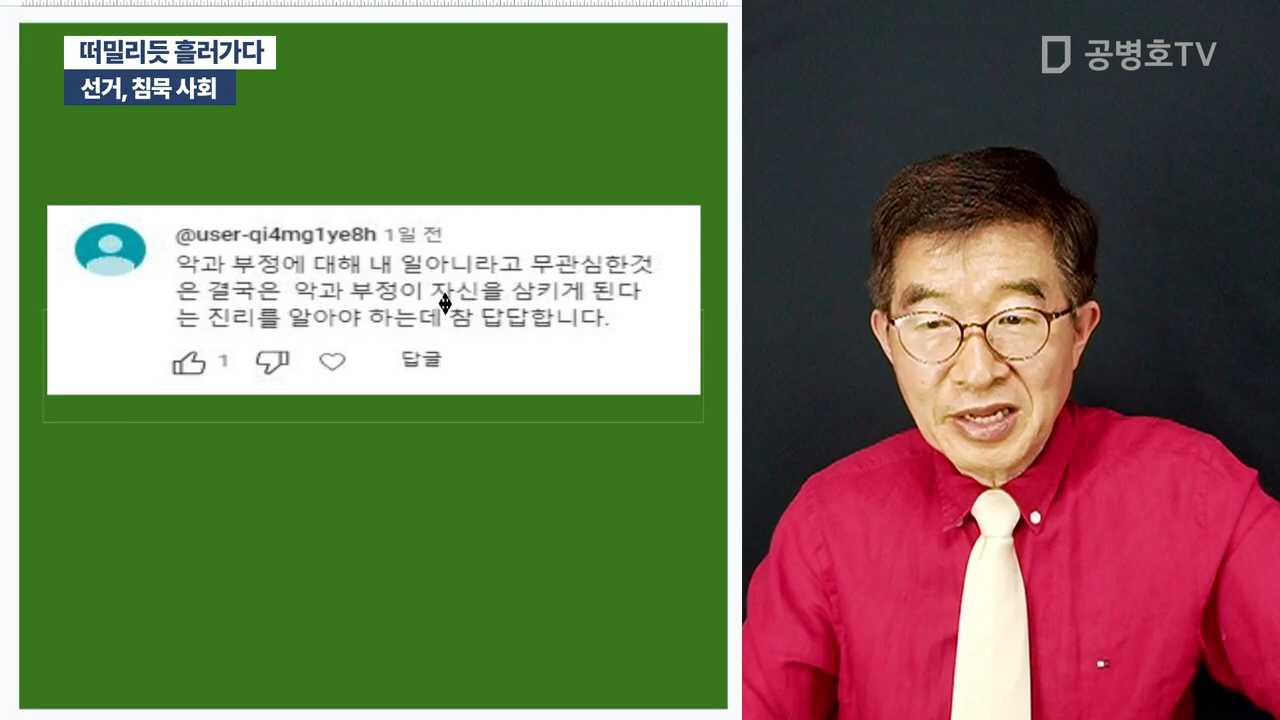 떠밀리듯 흘러가다
선거, 침묵 사회
공병호TV
@user-qi4mg1ye8h 1일 전
악과 부정에 대해 내 일아니라고 무관심한것
은 결국은 악과 부정이 자신을 삼키게 된다
는 진리를 알아야 하는데 참 답답합니다.
1 답글